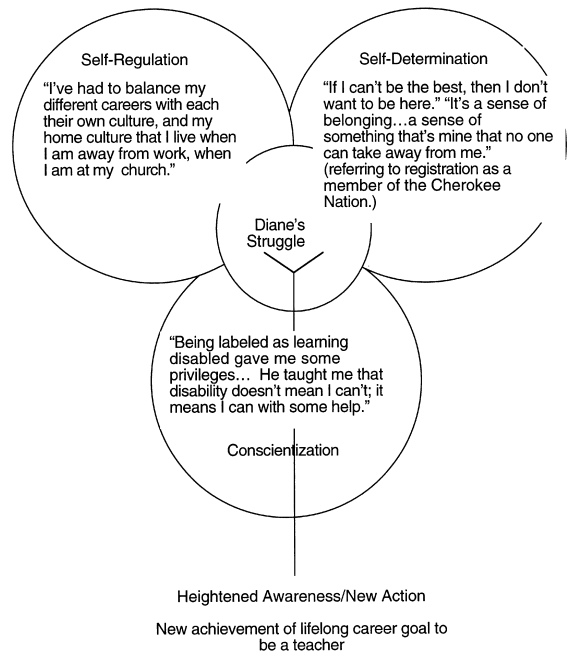 Self-Regulation
“I’ve had to balance my
different careers with each
their own culture, and my
home culture that I live when
I am away from work, when
I am at my church.”
Self-Determination
“If I can’t be the best, then I don’t
want to be here.” “It’s a sense of
belonging…a sense of
something that’s mine that no one
can take away from me.”
(referring to registration as a
member of the Cherokee
Nation.)
Diane’s
Struggle
“Being labeled as learning
disabled gave me some
privileges… He taught me that
disability doesn’t mean I can’t; it
means I can with some help.”
Conscientization
Heightened Awareness/New Action
New achievement of lifelong career goal to
be a teacher